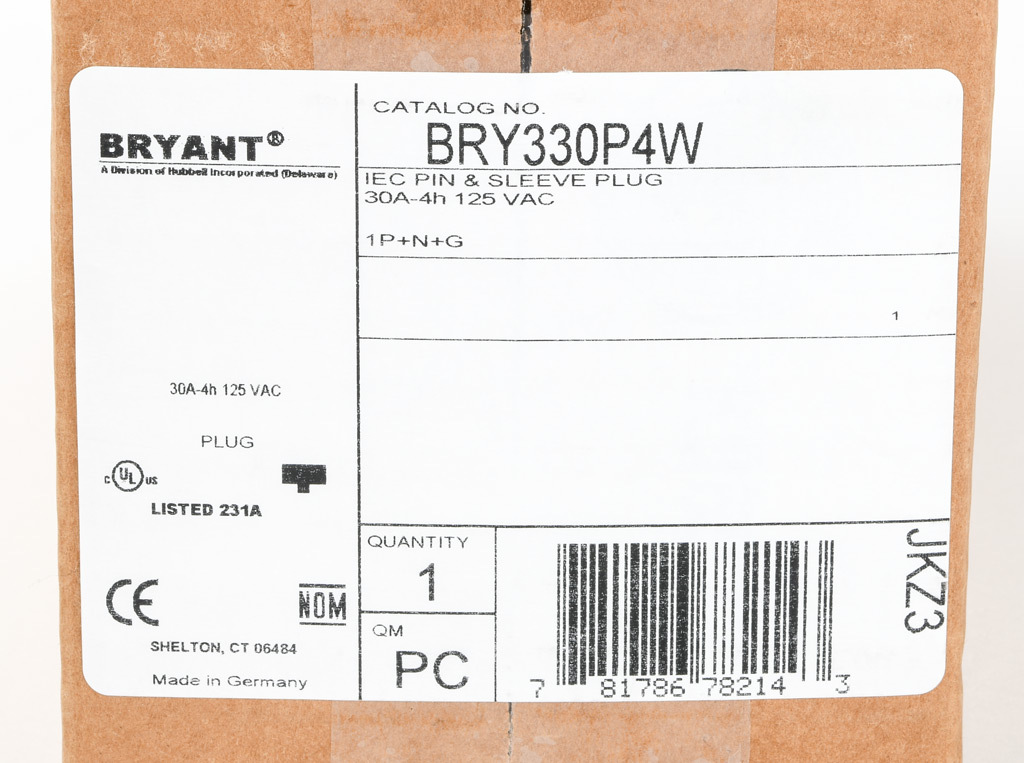 BRYANT®
A Division of Hubbell Incorporated (Delaware)
30A-4h 125 VAC
PLUG
C UL US
LISTED 231A
CE
NOM
SHELTON, CT 06484
Made in Germany
CATALOG NO.
BRY330P4W
IEC PIN & SLEEVE PLUG
30A-4h 125 VAC
1P+N+G
1
QUANTITY
1
QM
PC
7 81786 78214 3
JKZ3